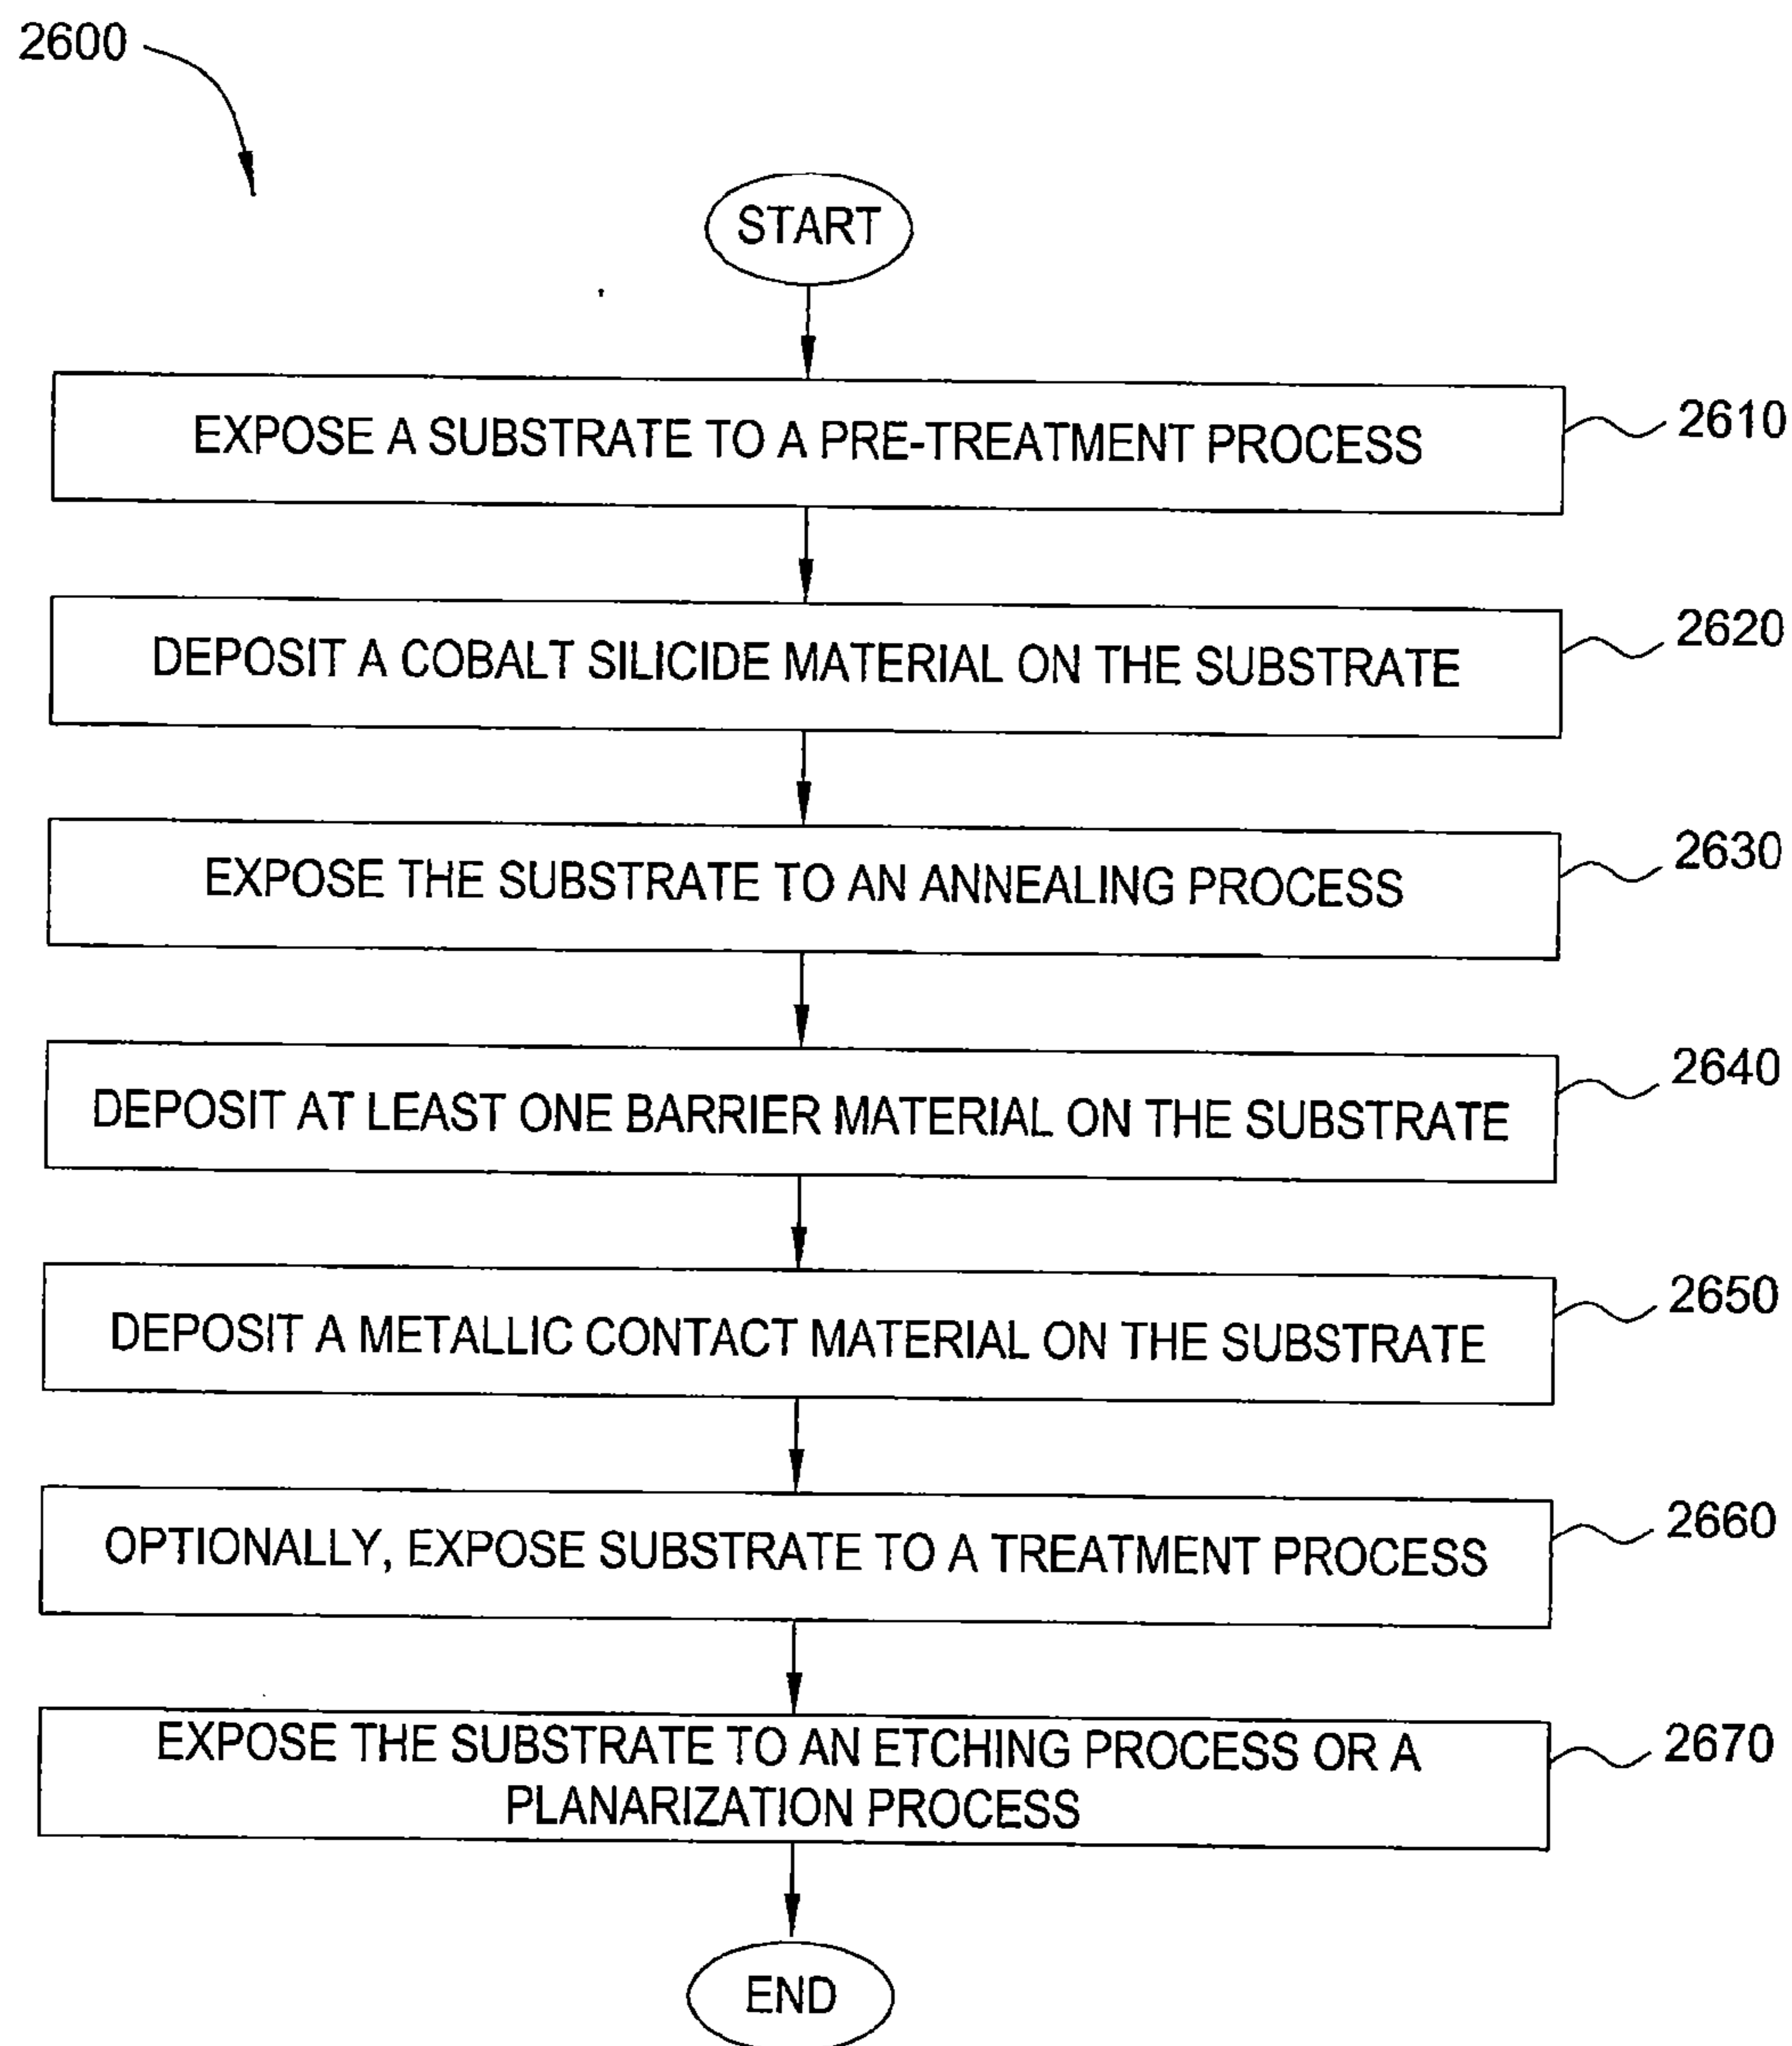 2600
START
EXPOSE A SUBSTRATE TO A PRE-TREATMENT PROCESS
2610
DEPOSIT A COBALT SILICIDE MATERIAL ON THE SUBSTRATE
2620
EXPOSE THE SUBSTRATE TO AN ANNEALING PROCESS
2630
DEPOSIT AT LEAST ONE BARRIER MATERIAL ON THE SUBSTRATE
2640
DEPOSIT A METALLIC CONTACT MATERIAL ON THE SUBSTRATE
2650
OPTIONALLY, EXPOSE SUBSTRATE TO A TREATMENT PROCESS
2660
EXPOSE THE SUBSTRATE TO AN ETCHING PROCESS OR A
PLANARIZATION PROCESS
2670
END